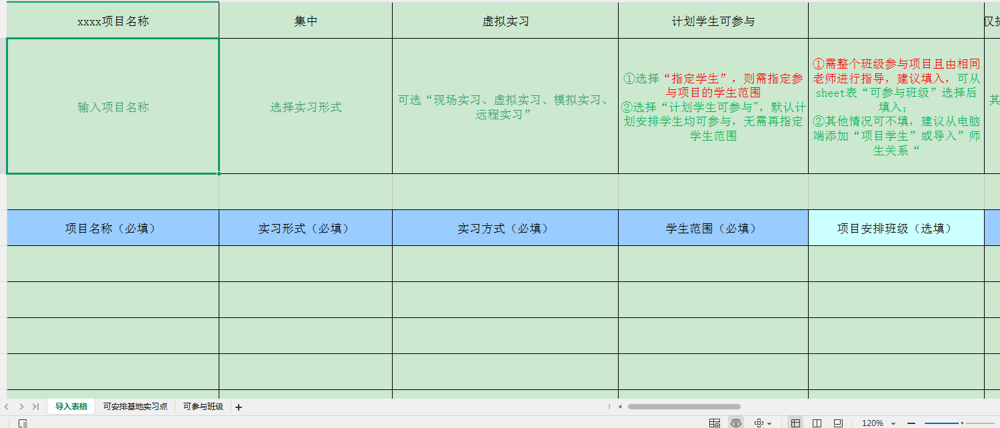 xxxx项目名称 集中 虚拟实习 计划学生可参与
输入项目名称
选择实习形式
可选“现场实习、虚拟实习、模拟实习、
远程实习”
①选择“指定学生”，则需指定参
与项目的学生范围
②选择“计划学生可参与"，默认计
划安排学生均可参与，无需再指定
学生范围
①需整个班级参与项目且由相同
老师进行指导，建议填入，可从
sheet表“可参与班级”选择后
填入；
②其他情况可不填，建议从电脑
端添加“项目学生”或导入”师
生关系“
其
项目名称（必填） 实习形式（必填） 实习方式（必填） 学生范围（必填） 项目安排班级（选填）
导入表格 可安排基地实习点 可参与班级
120%